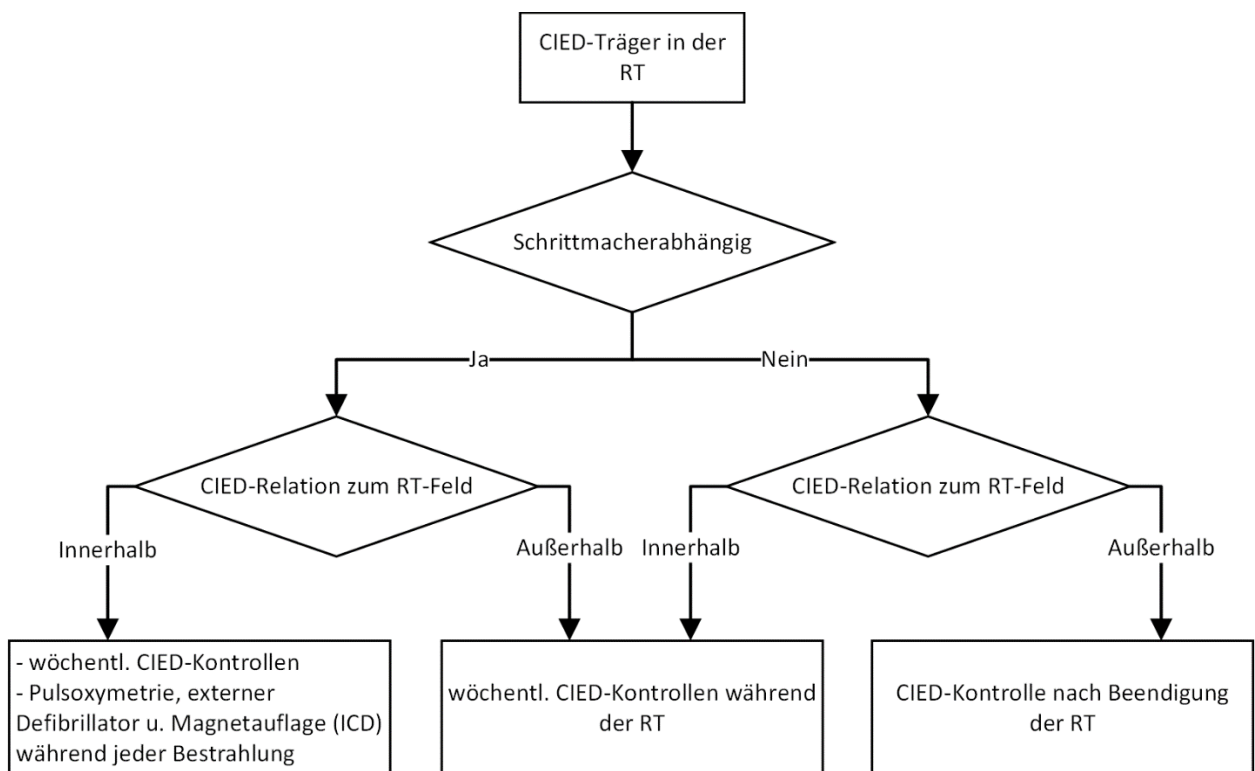 CIED-Träger in der
RT
Schrittmacherabhängig
Ja
Nein
CIED-Relation zum RT-Feld
CIED-Relation zum RT-Feld
Innerhalb
Außerhalb
Innerhalb
Außerhalb
- wöchentl. CIED-Kontrollen
- Pulsoxymetrie, externer
Defibrillator u. Magnetauflage (ICD)
während jeder Bestrahlung
wöchentl. CIED-Kontrollen während
der RT
CIED-Kontrolle nach Beendigung
der RT